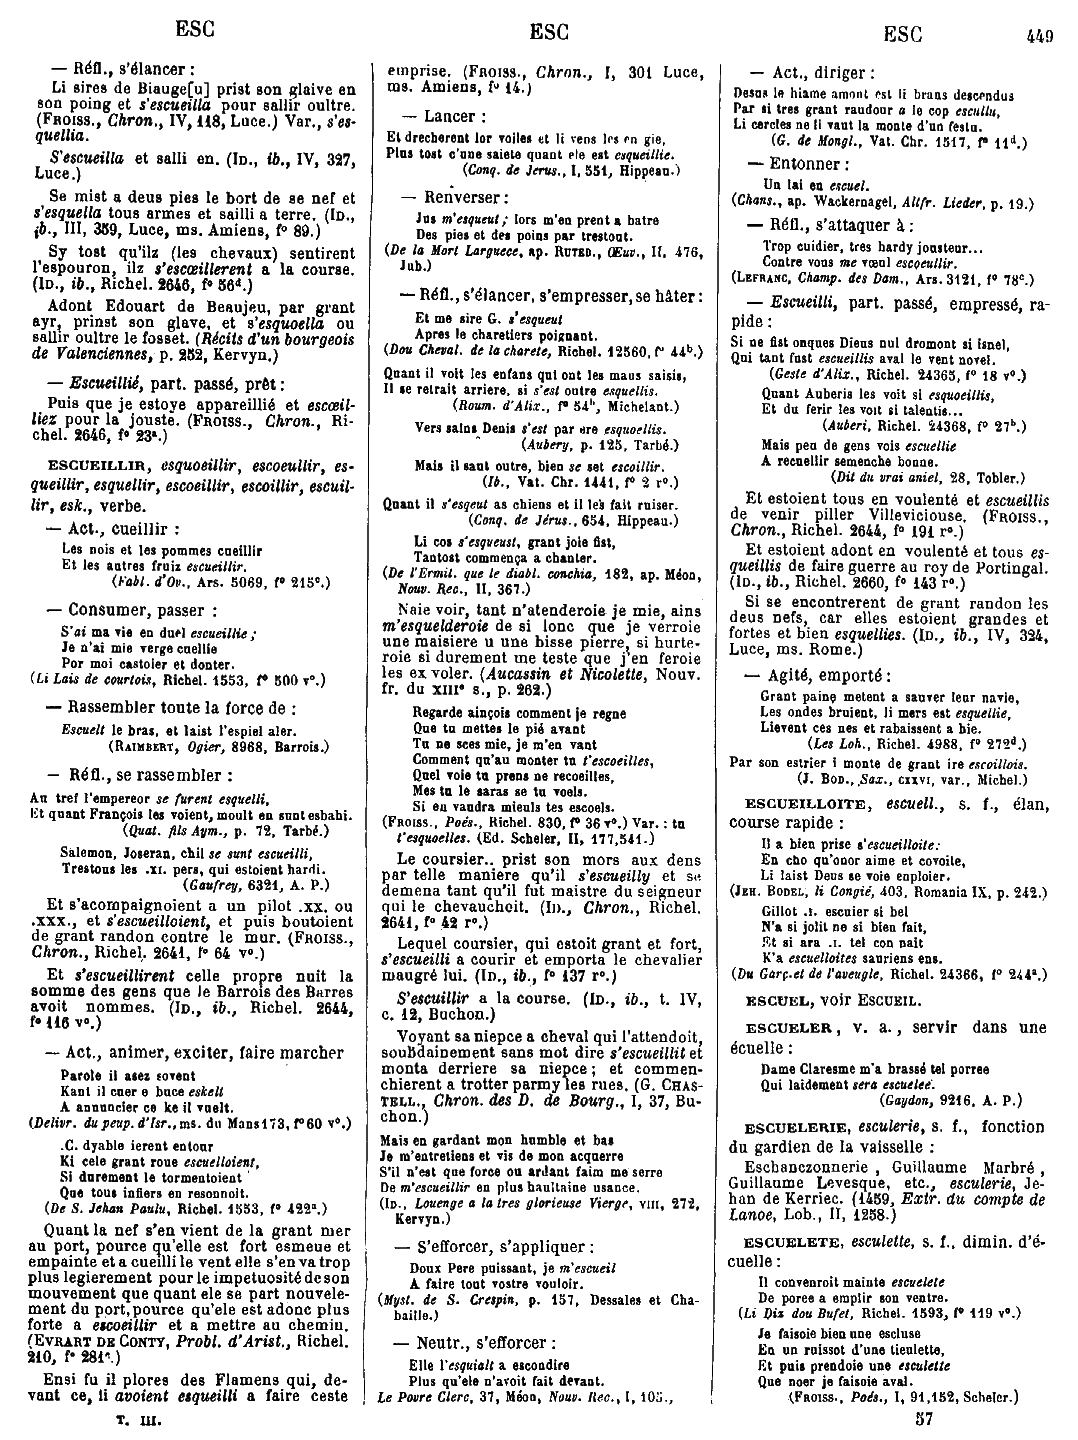 ESC
ESC
ESC 449
— Réfl., s'élancer :
Li sires de Biauge[u] prist son glaive en
son poing et s'escueilla pour sallir oultre.
(FROISS., Chron., IV, 118, Luce.) Var., s'es-
quellia.
S'escueilla et salli en. (ID., ib., IV, 327,
Luce.)
Se mist a deus pies le bort de se nef et
s'esquella tous armes et sailli a terre. (ID.,
ib., III, 359, Luce, ms. Amiens, f° 89.)
Sy tost qu'ilz (les chevaux) sentirent
l'espouron, ilz s'escœillerent a la course.
(ID., ib., Richel. 2646, f° 56d.)
Adont Edouart de Beaujeu, par grant
ayr, prinst son glave, et s'esquoella ou
sallir oultre le fosset. (Récits d'un bourgeois
de Valenciennes, p. 252, Kervyn.)
— Escueillié, part. passé, prêt :
Puis que je estoye appareillié et escœil-
liez pour la jouste. (FROISS., Chron., Ri-
chel. 2646, f° 23a.)
ESCUEILLIR, esquoeillir, escoeullir, es-
queillir, esquellir, escoeillir, escoillir, escuil-
lir, esk., verbe.
— Act., cueillir :
Les nois et les pommes cueillir
Et les autres fruiz escueillir.
(Fabl. d'Ov., Ars. 5069, f° 215c.)
— Consumer, passer :
S'ai ma vie en duel escueillie ;
Je n'ai mie verge cuellie
Por moi castoier et donter.
(Li Lais de courtois, Richel. 1553, f° 500 v°.)
— Rassembler toute la force de :
Escuelt le bras, et laist l'espiel aler.
(RAIMBERT, Ogier, 8968, Barrois.)
— Réfl., se rassembler :
Au tref l'empereor se furent esquelli,
Et quant François les voient, moult en sunt esbahi.
(Quat. fils Aym., p. 72, Tarbé.)
Salemon, Joseran, chil se sunt escueilli,
Trestous les .XI. pers, qui estoient hardi.
(Gaufrey, 6321, A. P.)
Et s'acompaignoient a un pilot .XX. ou
.XXX., et s'escueilloient, et puis boutoient
de grant randon contre le mur. (FROISS.,
Chron., Richel. 2641, f° 64 v°.)
Et s'escueillirent celle propre nuit la
somme des gens que le Barrois des Barres
avoit nommes. (ID., ib., Richel. 2644,
f° 116 v°.)
— Act., animer, exciter, faire marcher
Parole il asez sovent
Kant il cuer e buce eskelt
A annuncier ce ke il vuelt.
(Delivr. du peup. d'Isr., ms. du Mans 173, f° 60 v°.)
.C. dyable ierent entour
Ki cele grant roue escuelloient,
Si durement le tormentoient
Que tous infiers en resonnoit.
(De S. Jehan Paulu, Richel. 1553, f° 422a.)
Quant la nef s'en vient de la grant mer
au port, pource qu'elle est fort esmeue et
empainte et a cueilli le vent elle s'en va trop
plus legierement pour le impetuosité de son
mouvement que quant ele se part nouvele-
ment du port, pource qu'ele est adonc plus
forte a escoeillir et a mettre au chemin.
(EVRART DE CONTY, Probl. d'Arist., Richel.
210, f° 281a.)
Ensi fu il plores des Flamens qui, de-
vant ce, li avoient esqueilli a faire ceste
T. III.
emprise. (FROISS., Chron., I, 301 Luce,
ms. Amiens, f° 14.)
— Lancer :
Et drecherent lor voiles et li vens les en gie,
Plus tost c'une saiete quant ele est esqueillie.
(Conq. de Jerus., I, 551, Hippeau.)
— Renverser :
Jus m'esqueut ; lors m'en prent a batre
Des pies et des poins par trestout.
(De la Mort Larguece, ap. RUTEB., Œuv., II, 476,
Jub.)
— Réfl., s'élancer, s'empresser, se hâter :
Et me sire G. s'esqueut
Apres le charetiers poignant.
(Dou Cheval. de la charete, Richel. 12560, f° 44b.)
Quant il voit les enfans qui ont les maus saisis,
Il se retrait arriere, si s'est outre esquellis.
(Roum. d'Alix., f° 54b, Michelant.)
Vers sains Denis s'est par ere esquoellis.
(Aubery, p. 125, Tarbé.)
Mais il saut outre, bien se set escoillir.
(Ib., Vat. Chr. 1441, f° 2 r°.)
Quant il s'esqeut as chiens et il les fait ruiser.
(Conq. de Jérus., 654, Hippeau.)
Li cos s'esqueust, grant joie fist,
Tantost commença a chanter.
(De l'Ermit. que le diabl. conchia, 182, ap. Méon,
Nouv. Rec., II, 367.)
Naie voir, tant n'atenderoie je mie, ains
m'esquelderoie de si lonc que je verroie
une maisiere u une bisse pierre, si hurte-
roie si durement me teste que j'en feroie
les ex voler. (Aucassin et Nicolette, Nouv.
fr. du XIIIe s., p. 262.)
Regarde ainçois comment je regne
Que tu mettes le pié avant
Tu ne sces mie, je m'en vant
Comment qu'au monter tu t'escoeilles,
Quel voie tu prens ne recoeilles,
Mes tu le saras se tu voels.
Si en vaudra mieuls tes escoels.
(FROISS., Poés., Richel. 830, f° 36 v°.) Var. : tu
t'esquoelles. (Ed. Scheler, II, 177,541.)
Le coursier.. prist son mors aux dens
par telle maniere qu'il s'escueilly et se
demena tant qu'il fut maistre du seigneur
qui le chevauchoit. (ID., Chron., Richel.
2641, f° 42 r°.)
Lequel coursier, qui estoit grant et fort,
s'escueilli a courir et emporta le chevalier
maugré lui. (ID., ib., f° 137 r°.)
S'escuillir a la course. (ID., ib., t. IV,
c. 12, Buchon.)
Voyant sa niepce a cheval qui l'attendoit,
soubdainement sans mot dire s'escueillit et
monta derriere sa niepce ; et commen-
chierent a trotter parmy les rues. (G. CHAS-
TELL., Chron. des D. de Bourg., I, 37, Bu-
chon.)
Mais en gardant mon humble et bas
Je m'entretiens et vis de mon acquerre
S'il n'est que force ou ardant faim me serre
De m'escueillir en plus haultaine usance.
(ID., Louenge a la tres glorieuse Vierge, VIII, 272,
Kervyn.)
— S'efforcer, s'appliquer :
Doux Pere puissant, je m'escueil
A faire tout vostre vouloir.
(Myst. de S. Crespin, p. 157, Dessales et Cha-
baille.)
— Neutr., s'efforcer :
Elle l'esquialt a escondire
Plus qu'ele n'avoit fait devant.
Le Povre Clerc, 37, Méon, Nouv. Rec., I, 105.,
— Act., diriger :
Desus le hiame amont est li brans descendus
Par si tres grant raudour a le cop escullu,
Li cercles ne li vaut la monte d'un festu.
(G. de Mongl., Vat. Chr. 1517, f° 11d.)
— Entonner :
Un lai en escuel.
(Chans., ap. Wackernagel, Altfr. Lieder, p. 19.)
— Réfl., s'attaquer à :
Trop cuidier, tres hardy jousteur...
Contre vous me vœul escoeullir.
(LEFRANC, Champ. des Dam., Ars. 3121, f° 78c.)
— Escueilli, part. passé, empressé, ra-
pide :
Si ne fist onques Dieus nul dromont si isnel,
Qui tant fust escueillis aval le vent novel.
(Geste d'Alix., Richel. 24365, f° 18 v°.)
Quant Auberis les voit si esquoeillis,
Et du ferir les voit si talentis...
(Auberi, Richel. 24368, f° 27b.)
Mais peu de gens vois escuellie
A recuellir semenche bonne.
(Dit du vrai aniel, 28, Tobler.)
Et estoient tous en voulenté et escueillis
de venir piller Villeviciouse. (FROISS.,
Chron., Richel. 2644, f° 191 r°.)
Et estoient adont en voulenté et tous es-
queillis de faire guerre au roy de Portingal.
(ID., ib., Richel. 2660, f° 143 r°.)
Si se encontrerent de grant randon les
deus nefs, car elles estoient grandes et
fortes et bien esquellies. (ID., ib., IV, 324,
Luce, ms. Rome.)
— Agité, emporté :
Grant paine metent a sauver leur navie,
Les ondes bruient, li mers est esquellie,
Lievent ces nes et rabaissent a bie.
(Les Loh., Richel. 4988, f° 272d.)
Par son estrier i monte de grant ire escoillois.
(J. BOD., Sax., CXXVI, var., Michel.)
ESCUEILLOITE, escuell., s. f., élan,
course rapide :
Il a bien prise s'escueilloite:
En cho qu'onor aime et covoile,
Li laist Deus se voie enploier.
(JEH. BODEL, li Congié, 403, Romania IX, p. 242.)
Gillot .I. escuier si bel
N'a si jolit ne si bien fait,
Et si ara .I. tel con nait
K'a escuelloites sauriens ens.
(Du Garç. et de l'aveugle, Richel. 24366, f° 244a.)
ESCUEL, voir ESCUEIL.
ESCUELER, v. a., servir dans une
écuelle :
Dame Claresme m'a brassé tel porree
Qui laidement sera escuelee.
(Gaydon, 9216, A. P.)
ESCUELERIE, esculerie, s. f., fonction
du gardien de la vaisselle :
Eschanczonnerie, Guillaume Marbré,
Guillaume Levesque, etc., esculerie, Je-
han de Kerriec. (1459, Extr. du compte de
Lanoe, Lob., II, 1258.)
ESCUELETE, esculette, s. f., dimin. d'é-
cuelle :
Il convenroit mainte escuelete
De poree a emplir son ventre.
(Li Diz dou Bufet, Richel. 1593, f° 119 v°.)
Je faisoie bien une escluse
En un ruissot d'une tieulette,
Et puis prendoie une esculette
Que noer je faisoie aval.
(FROISS., Poés., I, 91,152, Scheler.)
57